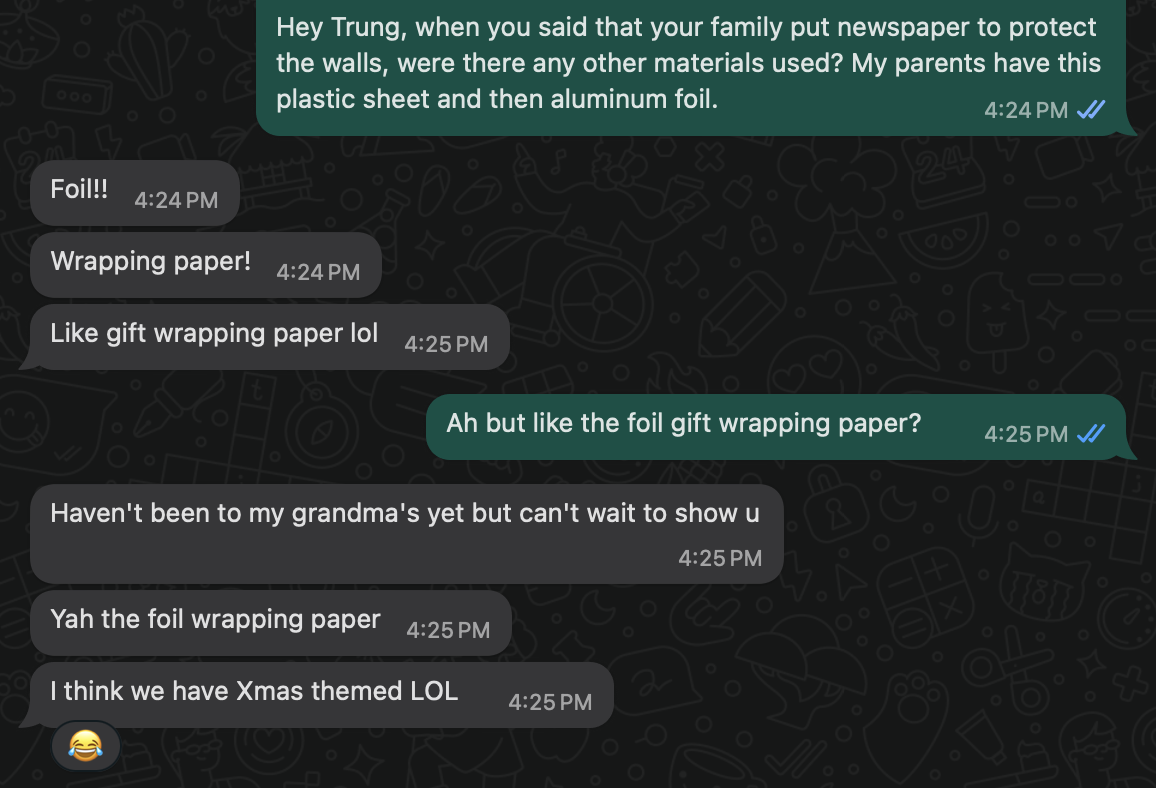 Hey Trung, when you said that your family put newspaper to protect
the walls, were there any other materials used? My parents have this
plastic sheet and then aluminum foil.
4:24 PM
Foil!!
4:24 PM
Wrapping paper!
4:24 PM
Like gift wrapping paper lol
4:25 PM
Ah but like the foil gift wrapping paper?
4:25 PM
Haven't been to my grandma's yet but can't wait to show u
4:25 PM
Yah the foil wrapping paper
4:25 PM
I think we have Xmas themed LOL
4:25 PM
😂